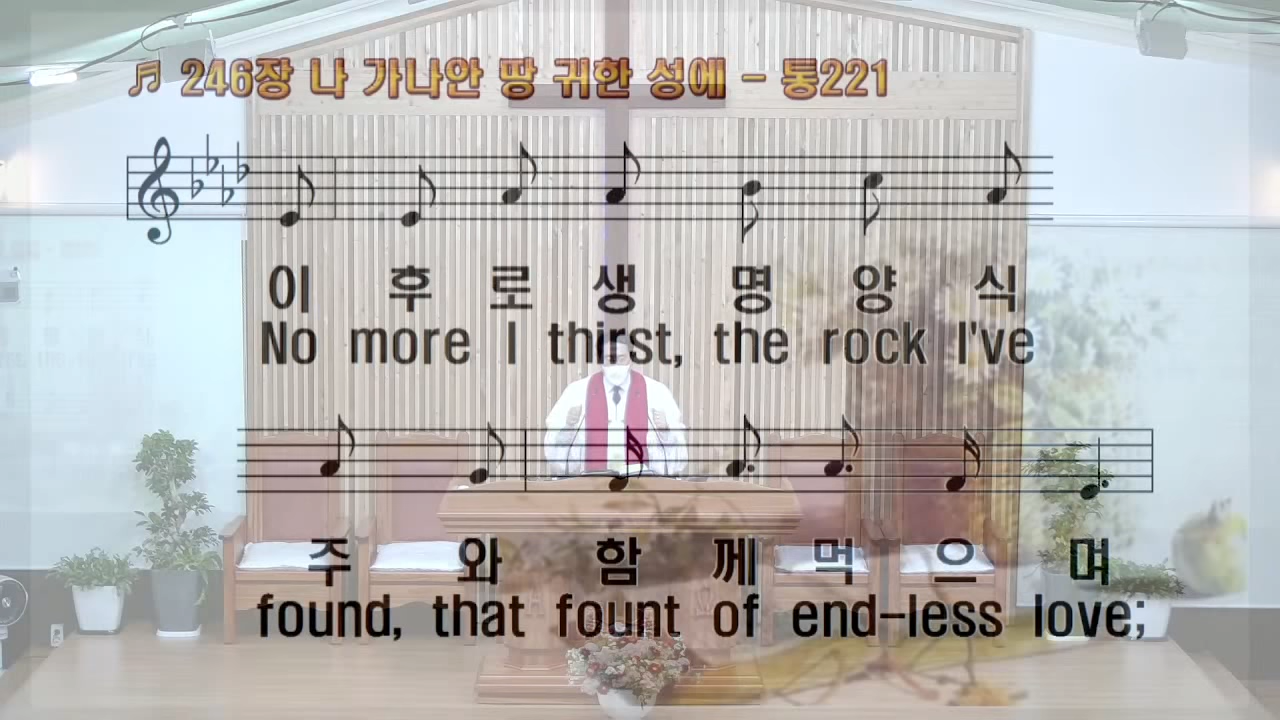 ♬ 246장 나 가나안 땅 귀한 성에 - 통221
이 후 로 생 명 양 식
No more I thirst, the rock I've
주 와 함 께 먹 으 며
found, that fount of end-less love;